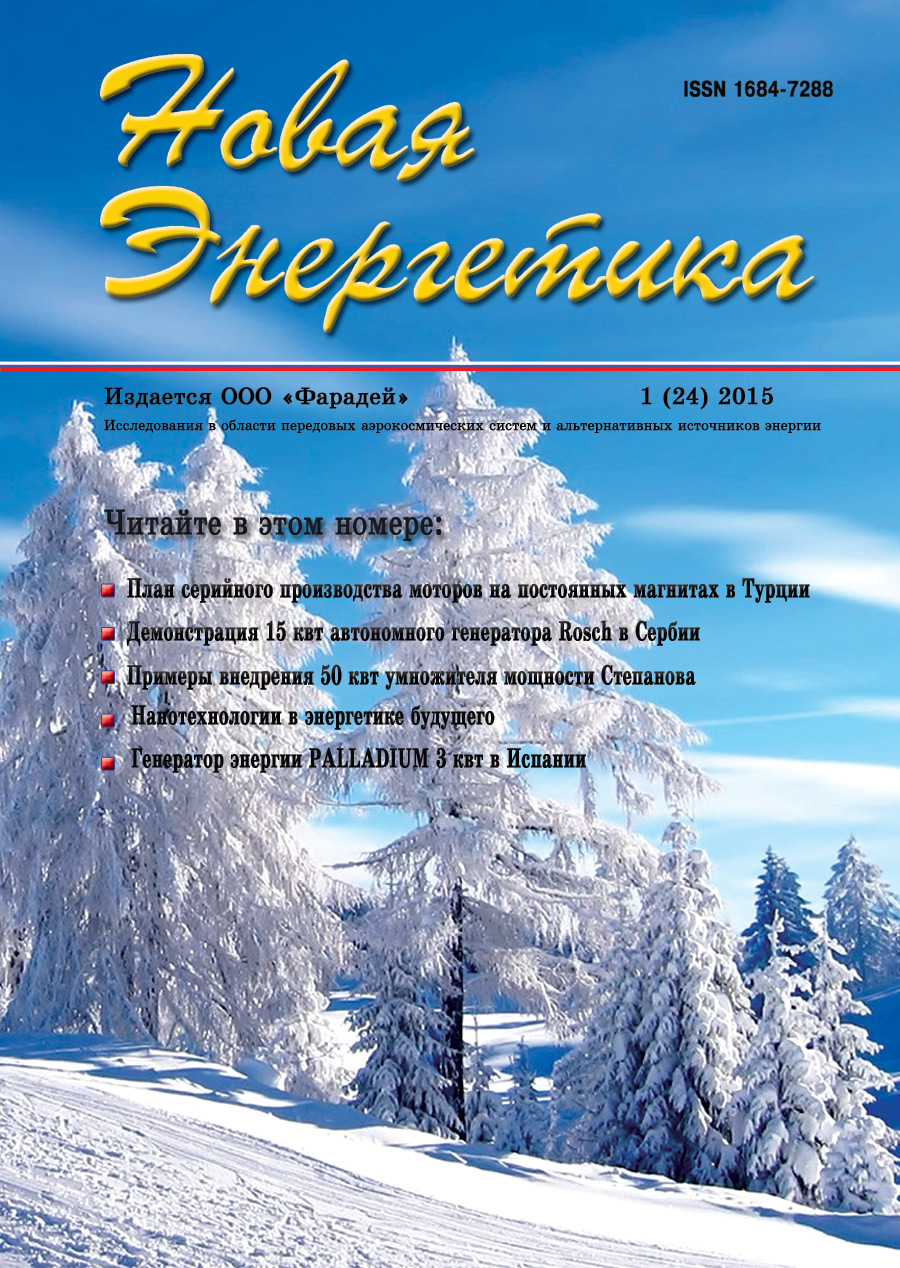 ISSN 1684-7288
Новая
Энергетика
Издается ООО «Фарадей» 1 (24) 2015
Исследования в области передовых аэрокосмических систем и альтернативных источников энергии
Читайте в этом номере:
План серийного производства моторов на постоянных магнитах в Турции
Демонстрация 15 квт автономного генератора Rosch в Сербии
Примеры внедрения 50 квт умножителя мощности Степанова
Нанотехнологии в энергетике будущего
Генератор энергии PALLADIUM 3 квт в Испании